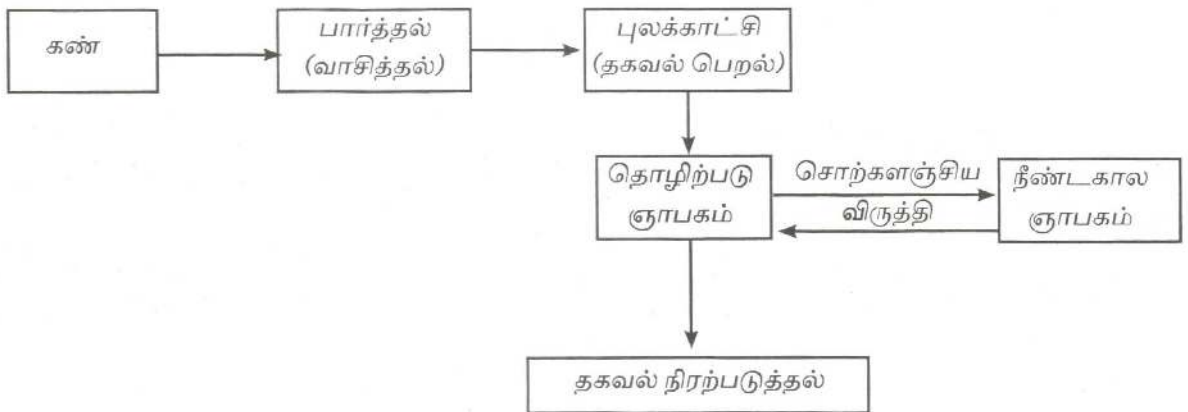 கண்
பார்த்தல்
(வாசித்தல்)
புலக்காட்சி
(தகவல் பெறல்)
தொழிற்படு
ஞாபகம்
சொற்களஞ்சிய
விருத்தி
நீண்டகால
ஞாபகம்
தகவல் நிரற்படுத்தல்